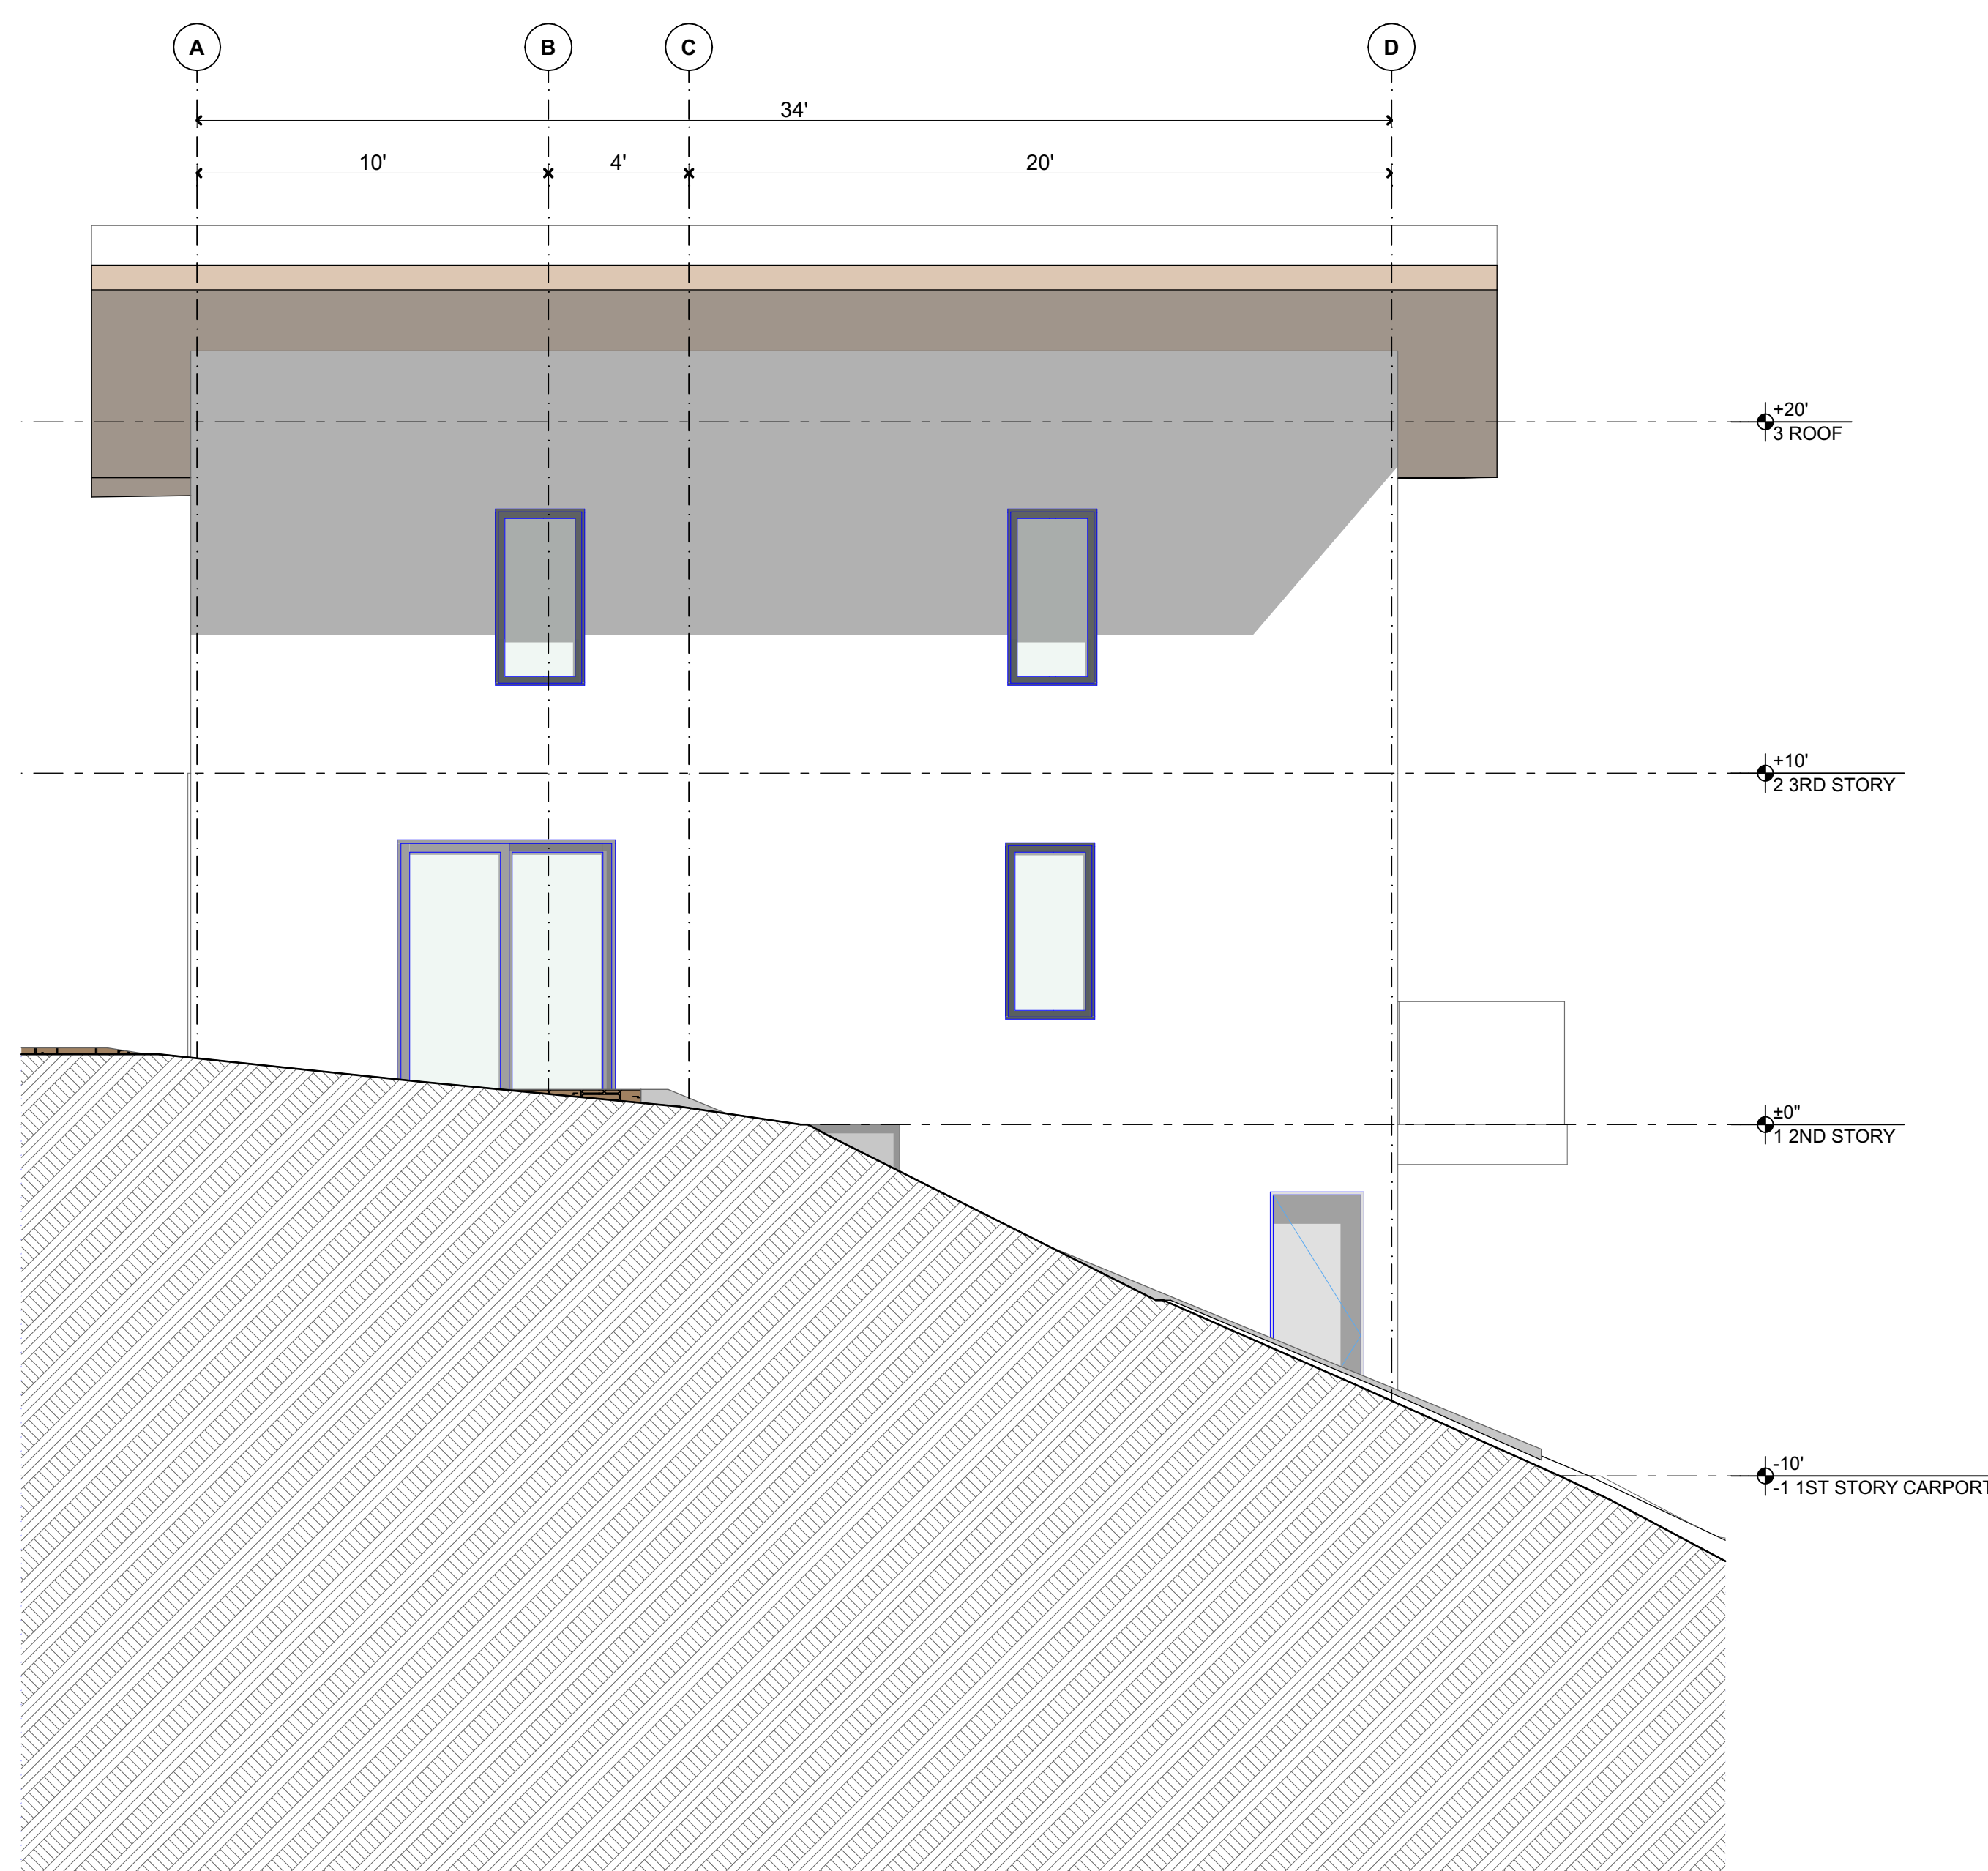 A B C D
34'
10' 4' 20'
+20'
3 ROOF
+10'
2 3RD STORY
±0"
1 2ND STORY
-10'
-1 1ST STORY CARPORT